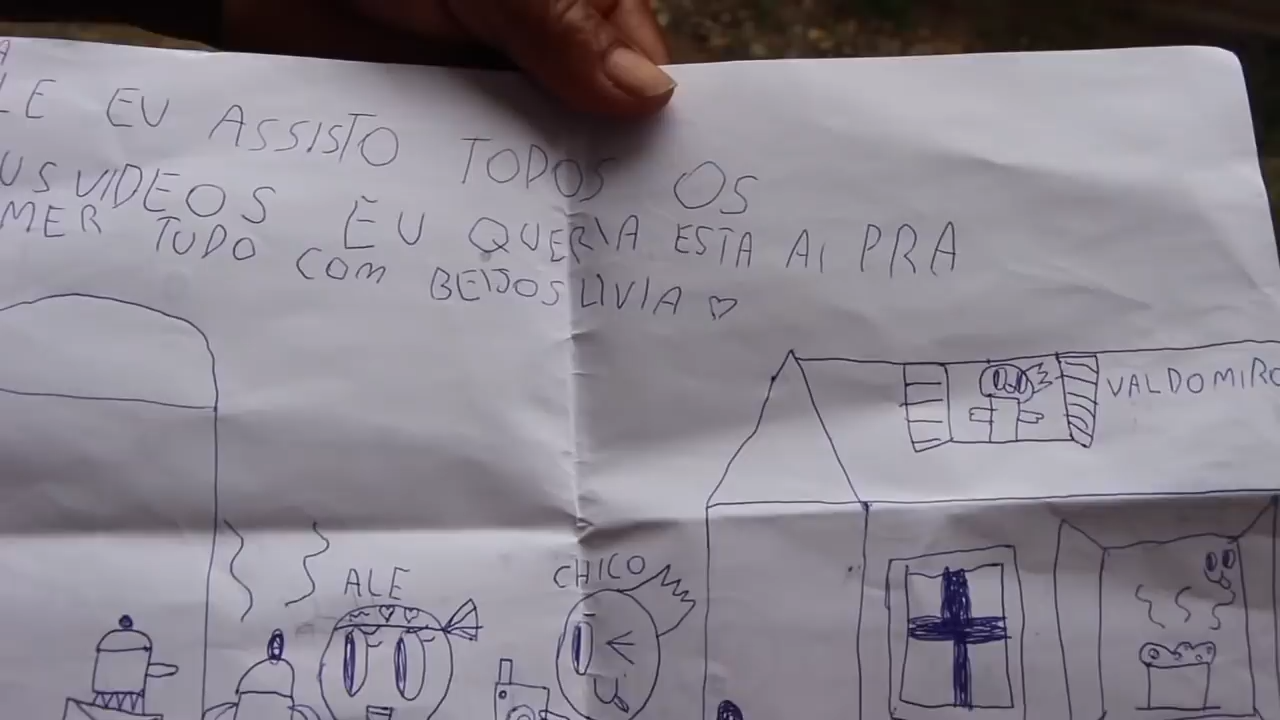 A
LE EU ASSISTO TODOS OS
US VIDEOS EU QUERIA ESTA AI PRA
MER TUDO COM BEIJOS LIVIA ♡
VALDOMIRO
ALE
CHICO